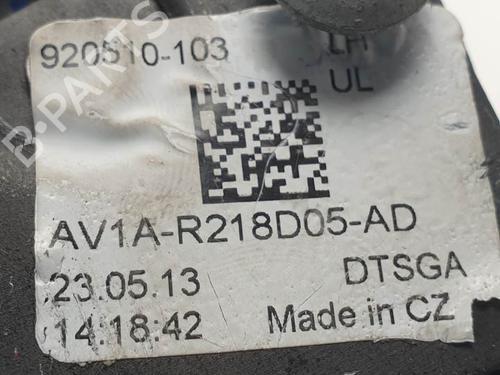 920510-103
LH
UL
AV1A-R218D05-AD
23.05.13
DTSGA
14:18:42
Made in CZ
B-PARTS